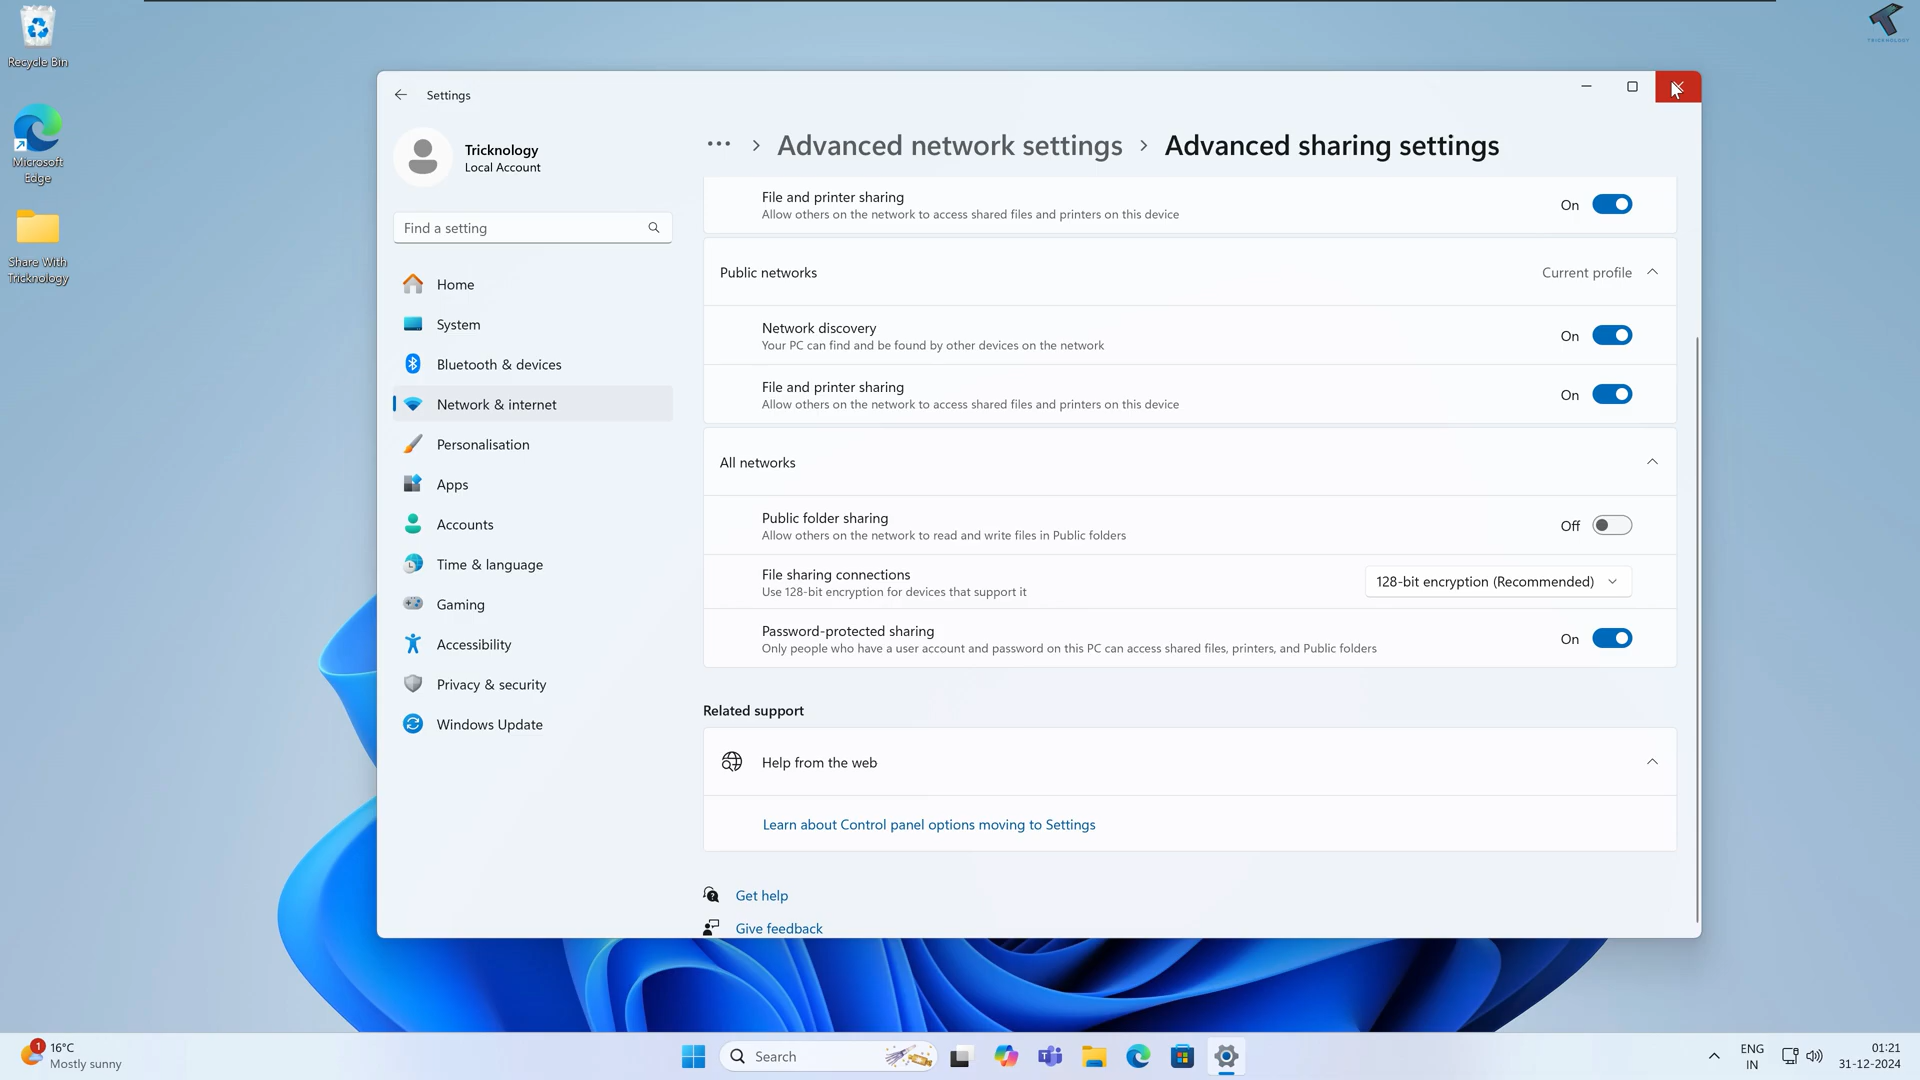 Recycle Bin
Microsoft
Edge
Share With
Tricknology
TRICKNOLOGY
Settings
Tricknology
Local Account
Find a setting
Home
System
Bluetooth & devices
Network & internet
Personalisation
Apps
Accounts
Time & language
Gaming
Accessibility
Privacy & security
Windows Update
··· > Advanced network settings > Advanced sharing settings
File and printer sharing
Allow others on the network to access shared files and printers on this device
On
Public networks
Current profile
Network discovery
Your PC can find and be found by other devices on the network
On
File and printer sharing
Allow others on the network to access shared files and printers on this device
On
All networks
Public folder sharing
Allow others on the network to read and write files in Public folders
Off
File sharing connections
Use 128-bit encryption for devices that support it
128-bit encryption (Recommended)
Password-protected sharing
Only people who have a user account and password on this PC can access shared files, printers, and Public folders
On
Related support
Help from the web
Learn about Control panel options moving to Settings
Get help
Give feedback
1
16°C
Mostly sunny
Search
ENG
IN
01:21
31-12-2024